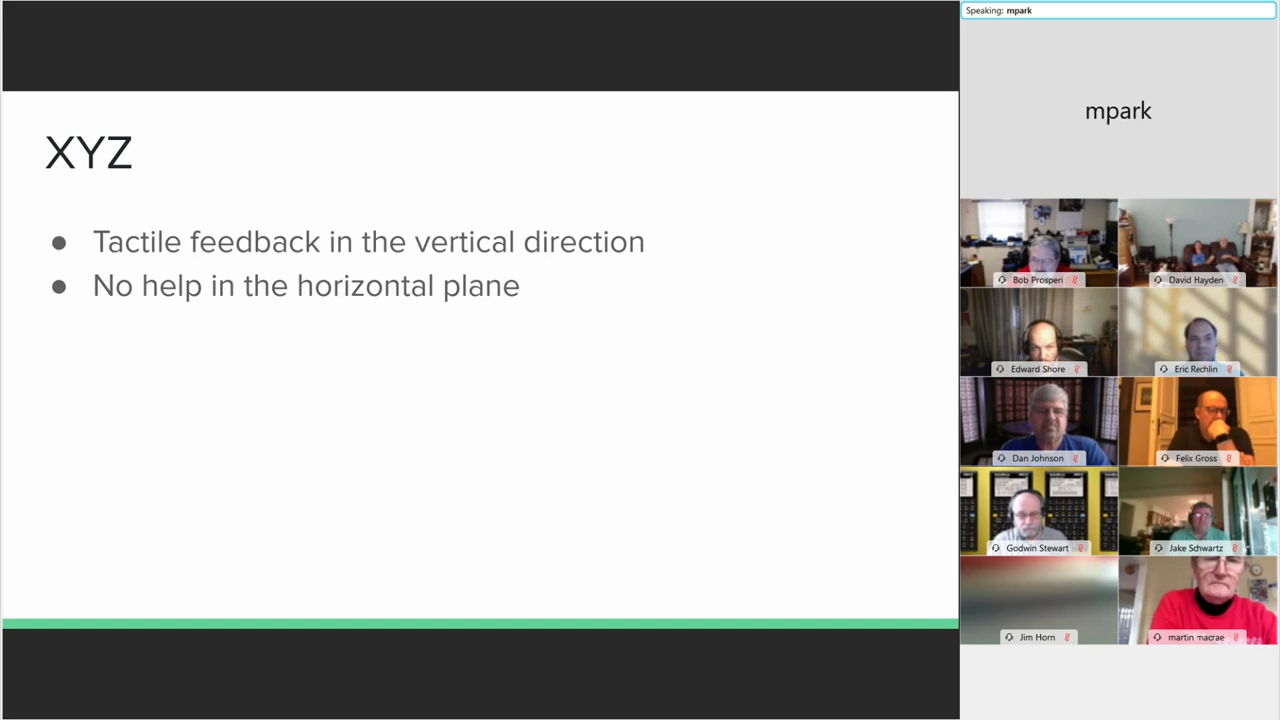 XYZ
● Tactile feedback in the vertical direction
● No help in the horizontal plane
Speaking: mpark
mpark
Bob Prosperi
David Hayden
Edward Shore
Eric Rechlin
Dan Johnson
Felix Gross
Godwin Stewart
Jake Schwartz
Jim Horn
martin macrae